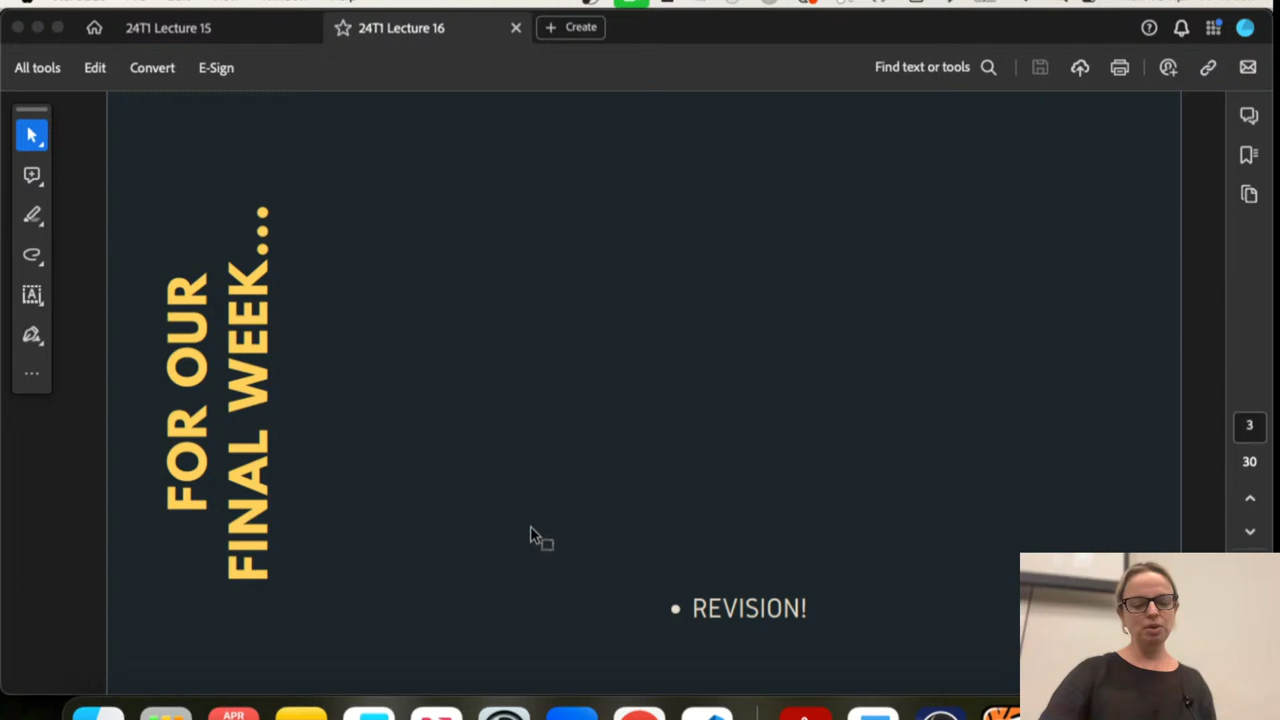 24T1 Lecture 15
24T1 Lecture 16
Create
All tools
Edit
Convert
E-Sign
Find text or tools
FOR OUR
FINAL WEEK...
3
30
• REVISION!
APR